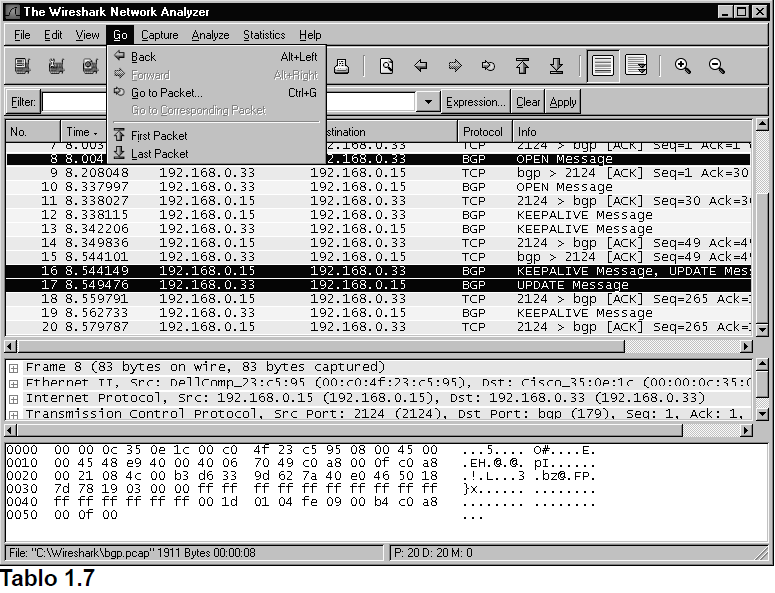 The Wireshark Network Analyzer
File Edit View Go Capture Analyze Statistics Help
Back Alt+Left
Forward Alt+Right
Go to Packet... Ctrl+G
Go to Corresponding Packet
First Packet
Last Packet
Filter: Expression... Clear Apply
No. Time stination Protocol Info
7 8.003 168.0.33 TCP 2124 > bgp [ACK] Seq=1 Ack=1
8 8.004 168.0.33 BGP OPEN Message
9 8.208048 192.168.0.33 192.168.0.15 TCP bgp > 2124 [ACK] Seq=1 Ack=30
10 8.337997 192.168.0.33 192.168.0.15 BGP OPEN Message
11 8.338027 192.168.0.15 192.168.0.33 TCP 2124 > bgp [ACK] Seq=30 Ack=3
12 8.338115 192.168.0.15 192.168.0.33 BGP KEEPALIVE Message
13 8.342206 192.168.0.33 192.168.0.15 BGP KEEPALIVE Message
14 8.349836 192.168.0.15 192.168.0.33 TCP 2124 > bgp [ACK] Seq=49 Ack=4
15 8.544101 192.168.0.33 192.168.0.15 TCP bgp > 2124 [ACK] Seq=49 Ack=4
16 8.544149 192.168.0.15 192.168.0.33 BGP KEEPALIVE Message, UPDATE Mes
17 8.549476 192.168.0.33 192.168.0.15 BGP UPDATE Message
18 8.559791 192.168.0.15 192.168.0.33 TCP 2124 > bgp [ACK] Seq=265 Ack=
19 8.562733 192.168.0.33 192.168.0.15 BGP KEEPALIVE Message
20 8.579787 192.168.0.15 192.168.0.33 TCP 2124 > bgp [ACK] Seq=265 Ack=
Frame 8 (83 bytes on wire, 83 bytes captured)
Ethernet II, Src: DellComp_23:c5:95 (00:c0:4f:23:c5:95), Dst: Cisco_35:0e:1c (00:00:0c:35:0
Internet Protocol, Src: 192.168.0.15 (192.168.0.15), Dst: 192.168.0.33 (192.168.0.33)
Transmission Control Protocol, Src Port: 2124 (2124), Dst Port: bgp (179), Seq: 1, Ack: 1,
0000 00 00 0c 35 0e 1c 00 c0 4f 23 c5 95 08 00 45 00 ...5.... O#....E.
0010 00 45 48 e9 40 00 40 06 70 49 c0 a8 00 0f c0 a8 .EH.@.@. pI......
0020 00 21 08 4c 00 b3 d6 33 9d 62 7a 40 e0 46 50 18 .!.L...3 .bz@.FP.
0030 7d 78 19 03 00 00 ff ff ff ff ff ff ff ff ff ff }x...... ........
0040 ff ff ff ff ff ff 00 1d 01 04 fe 09 00 b4 c0 a8 ........ ........
0050 00 0f 00 ...
File: "C:\Wireshark\bgp.pcap" 1911 Bytes 00:00:08 P: 20 D: 20 M: 0
Tablo 1.7